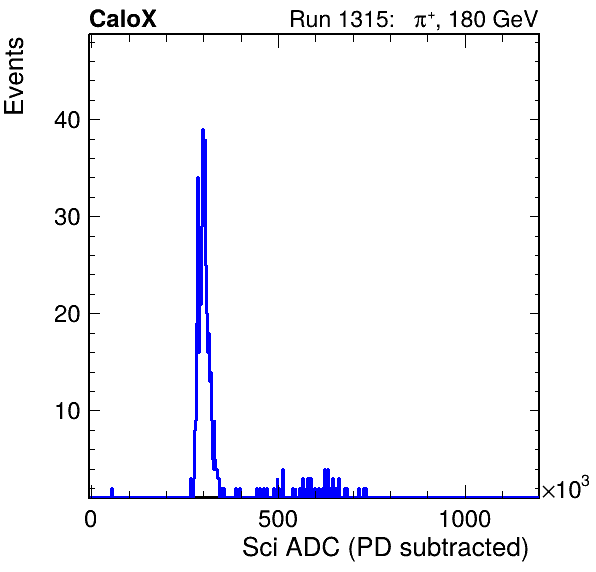 CaloX Run 1315: π⁺, 180 GeV
Events
40
30
20
10
0 500 1000 ×10³
Sci ADC (PD subtracted)